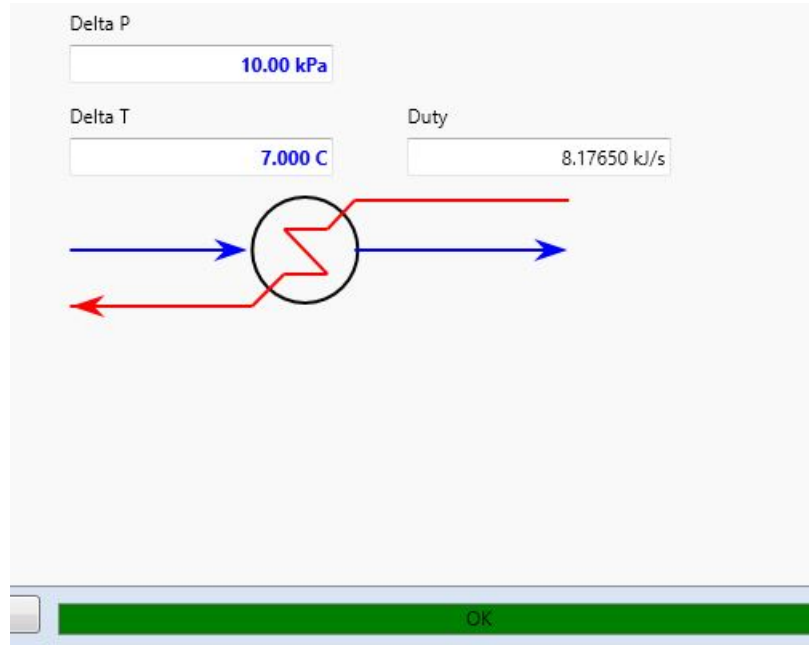 Delta P
10.00 kPa
Delta T
Duty
7.000 C
8.17650 kJ/s
OK